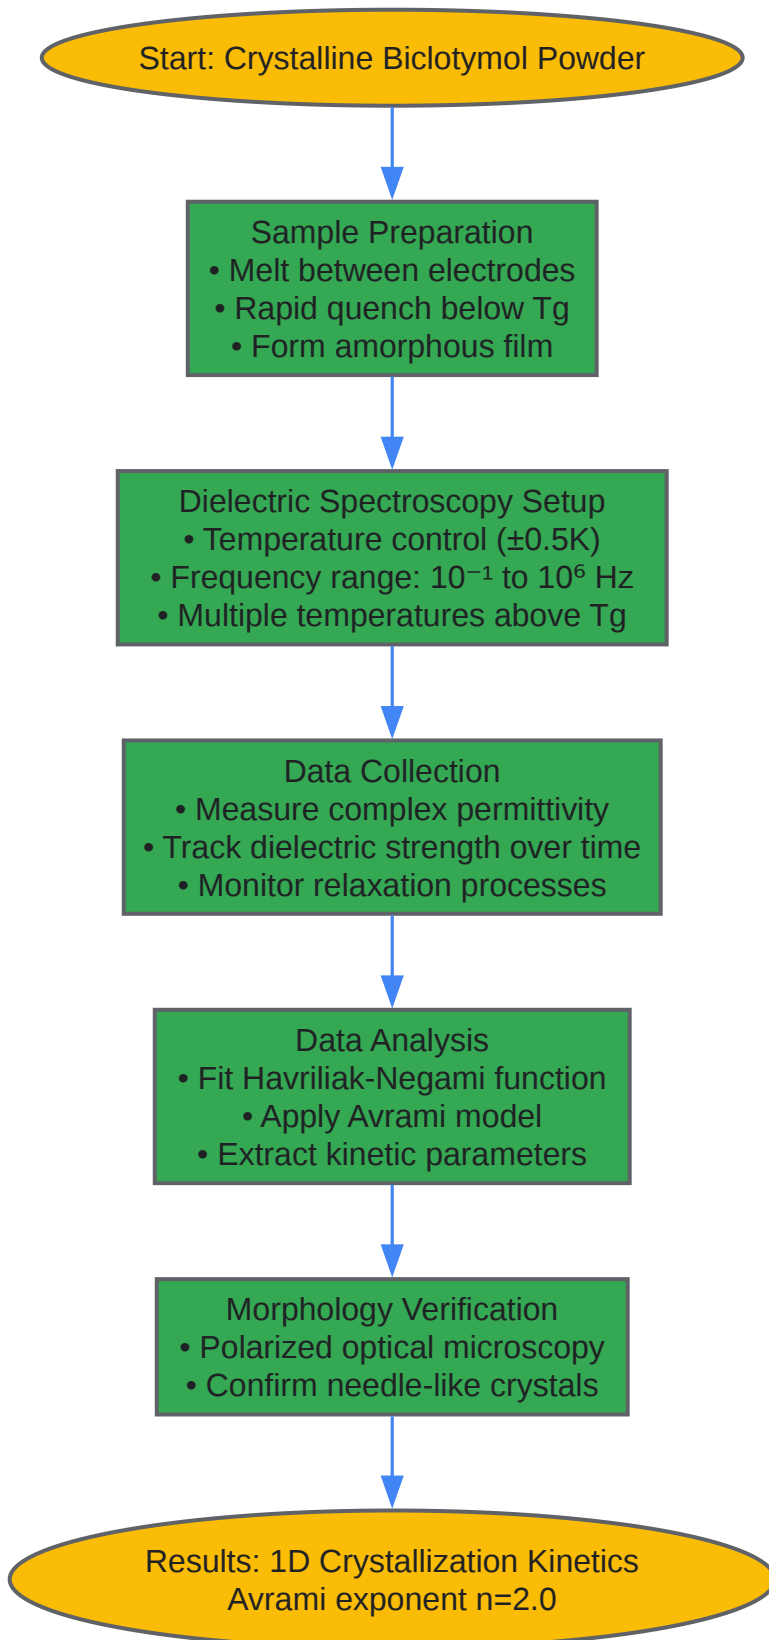 Start: Crystalline Biclotymol Powder
Sample Preparation
• Melt between electrodes
• Rapid quench below Tg
• Form amorphous film
Dielectric Spectroscopy Setup
• Temperature control (±0.5K)
• Frequency range: 10⁻¹ to 10⁶ Hz
• Multiple temperatures above Tg
Data Collection
• Measure complex permittivity
• Track dielectric strength over time
• Monitor relaxation processes
Data Analysis
• Fit Havriliak-Negami function
• Apply Avrami model
• Extract kinetic parameters
Morphology Verification
• Polarized optical microscopy
• Confirm needle-like crystals
Results: 1D Crystallization Kinetics
Avrami exponent n=2.0